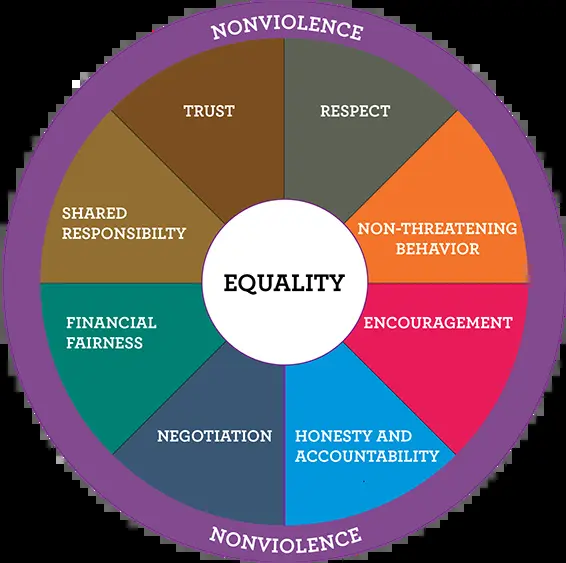 NONVIOLENCE
TRUST
RESPECT
SHARED
RESPONSIBILTY
NON-THREATENING
BEHAVIOR
EQUALITY
FINANCIAL
FAIRNESS
ENCOURAGEMENT
NEGOTIATION
HONESTY AND
ACCOUNTABILITY
NONVIOLENCE